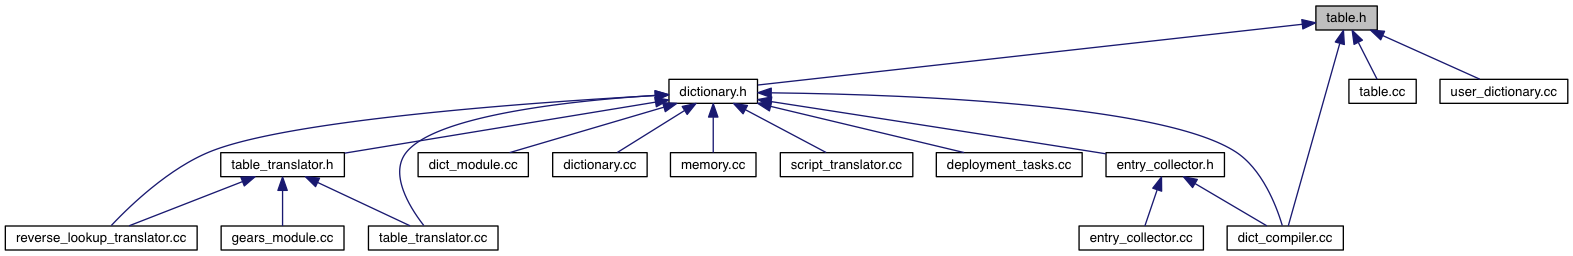 table.h
dictionary.h
table.cc
user_dictionary.cc
table_translator.h
dict_module.cc
dictionary.cc
memory.cc
script_translator.cc
deployment_tasks.cc
entry_collector.h
reverse_lookup_translator.cc
gears_module.cc
table_translator.cc
entry_collector.cc
dict_compiler.cc